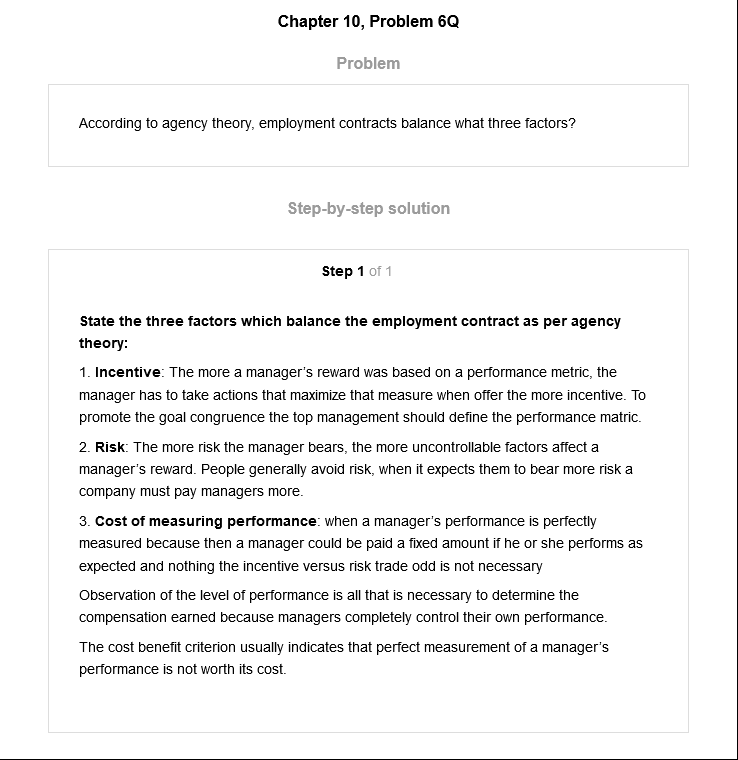 Chapter 10, Problem 6Q
Problem
According to agency theory, employment contracts balance what three factors?
Step-by-step solution
Step 1 of 1
State the three factors which balance the employment contract as per agency
theory:
1. Incentive: The more a manager's reward was based on a performance metric, the
manager has to take actions that maximize that measure when offer the more incentive. To
promote the goal congruence the top management should define the performance matric.
2. Risk: The more risk the manager bears, the more uncontrollable factors affect a
manager's reward. People generally avoid risk, when it expects them to bear more risk a
company must pay managers more.
3. Cost of measuring performance: when a manager's performance is perfectly
measured because then a manager could be paid a fixed amount if he or she performs as
expected and nothing the incentive versus risk trade odd is not necessary
Observation of the level of performance is all that is necessary to determine the
compensation earned because managers completely control their own performance.
The cost benefit criterion usually indicates that perfect measurement of a manager's
performance is not worth its cost.